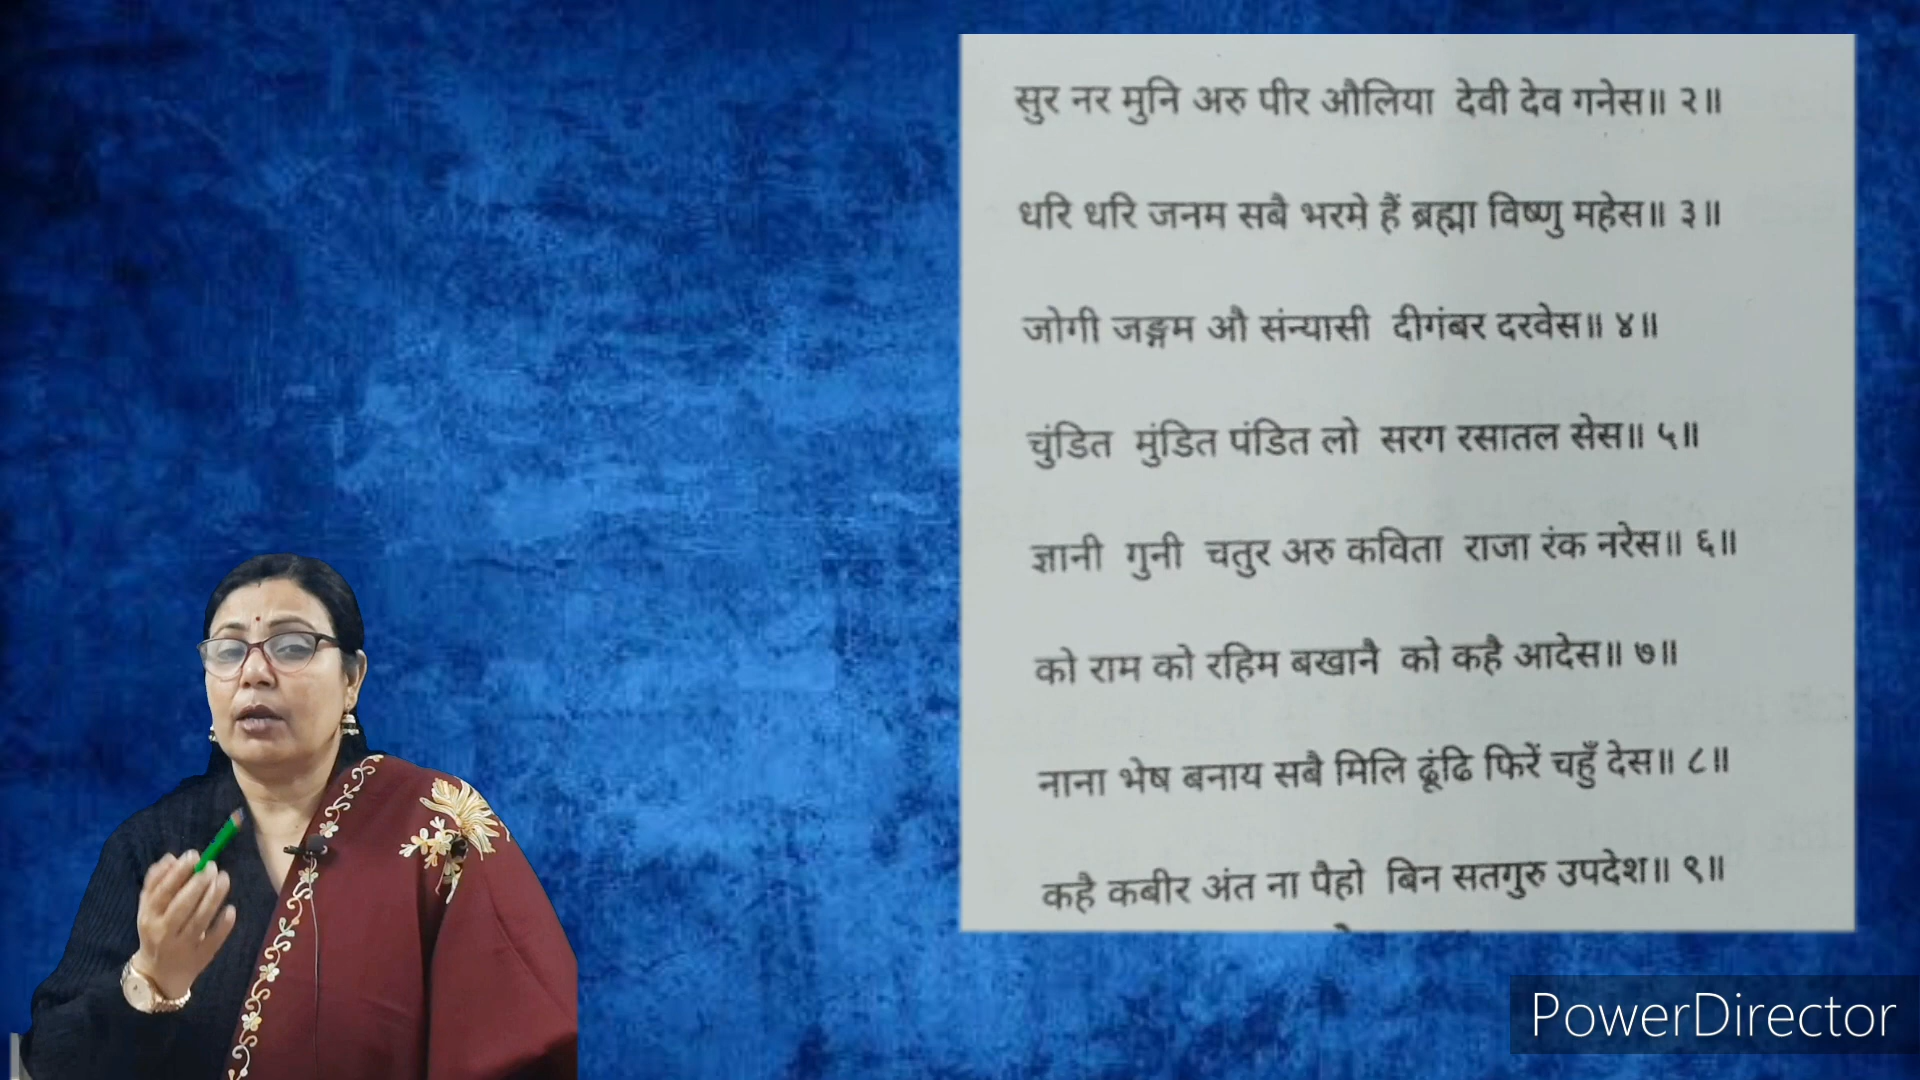 सुर नर मुनि अरु पीर औलिया देवी देव गनेस॥ २॥
धरि धरि जनम सबै भरमे हैं ब्रह्मा विष्णु महेस॥ ३॥
जोगी जङ्गम औ संन्यासी दीगंबर दरवेस॥ ४॥
चुंडित मुंडित पंडित लो सरग रसातल सेस॥ ५॥
ज्ञानी गुनी चतुर अरु कविता राजा रंक नरेस॥ ६॥
को राम को रहिम बखानै को कहै आदेस॥ ७॥
नाना भेष बनाय सबै मिलि ढूंढि फिरें चहुँ देस॥ ८॥
कहै कबीर अंत ना पैहो बिन सतगुरु उपदेश॥ ९॥
PowerDirector